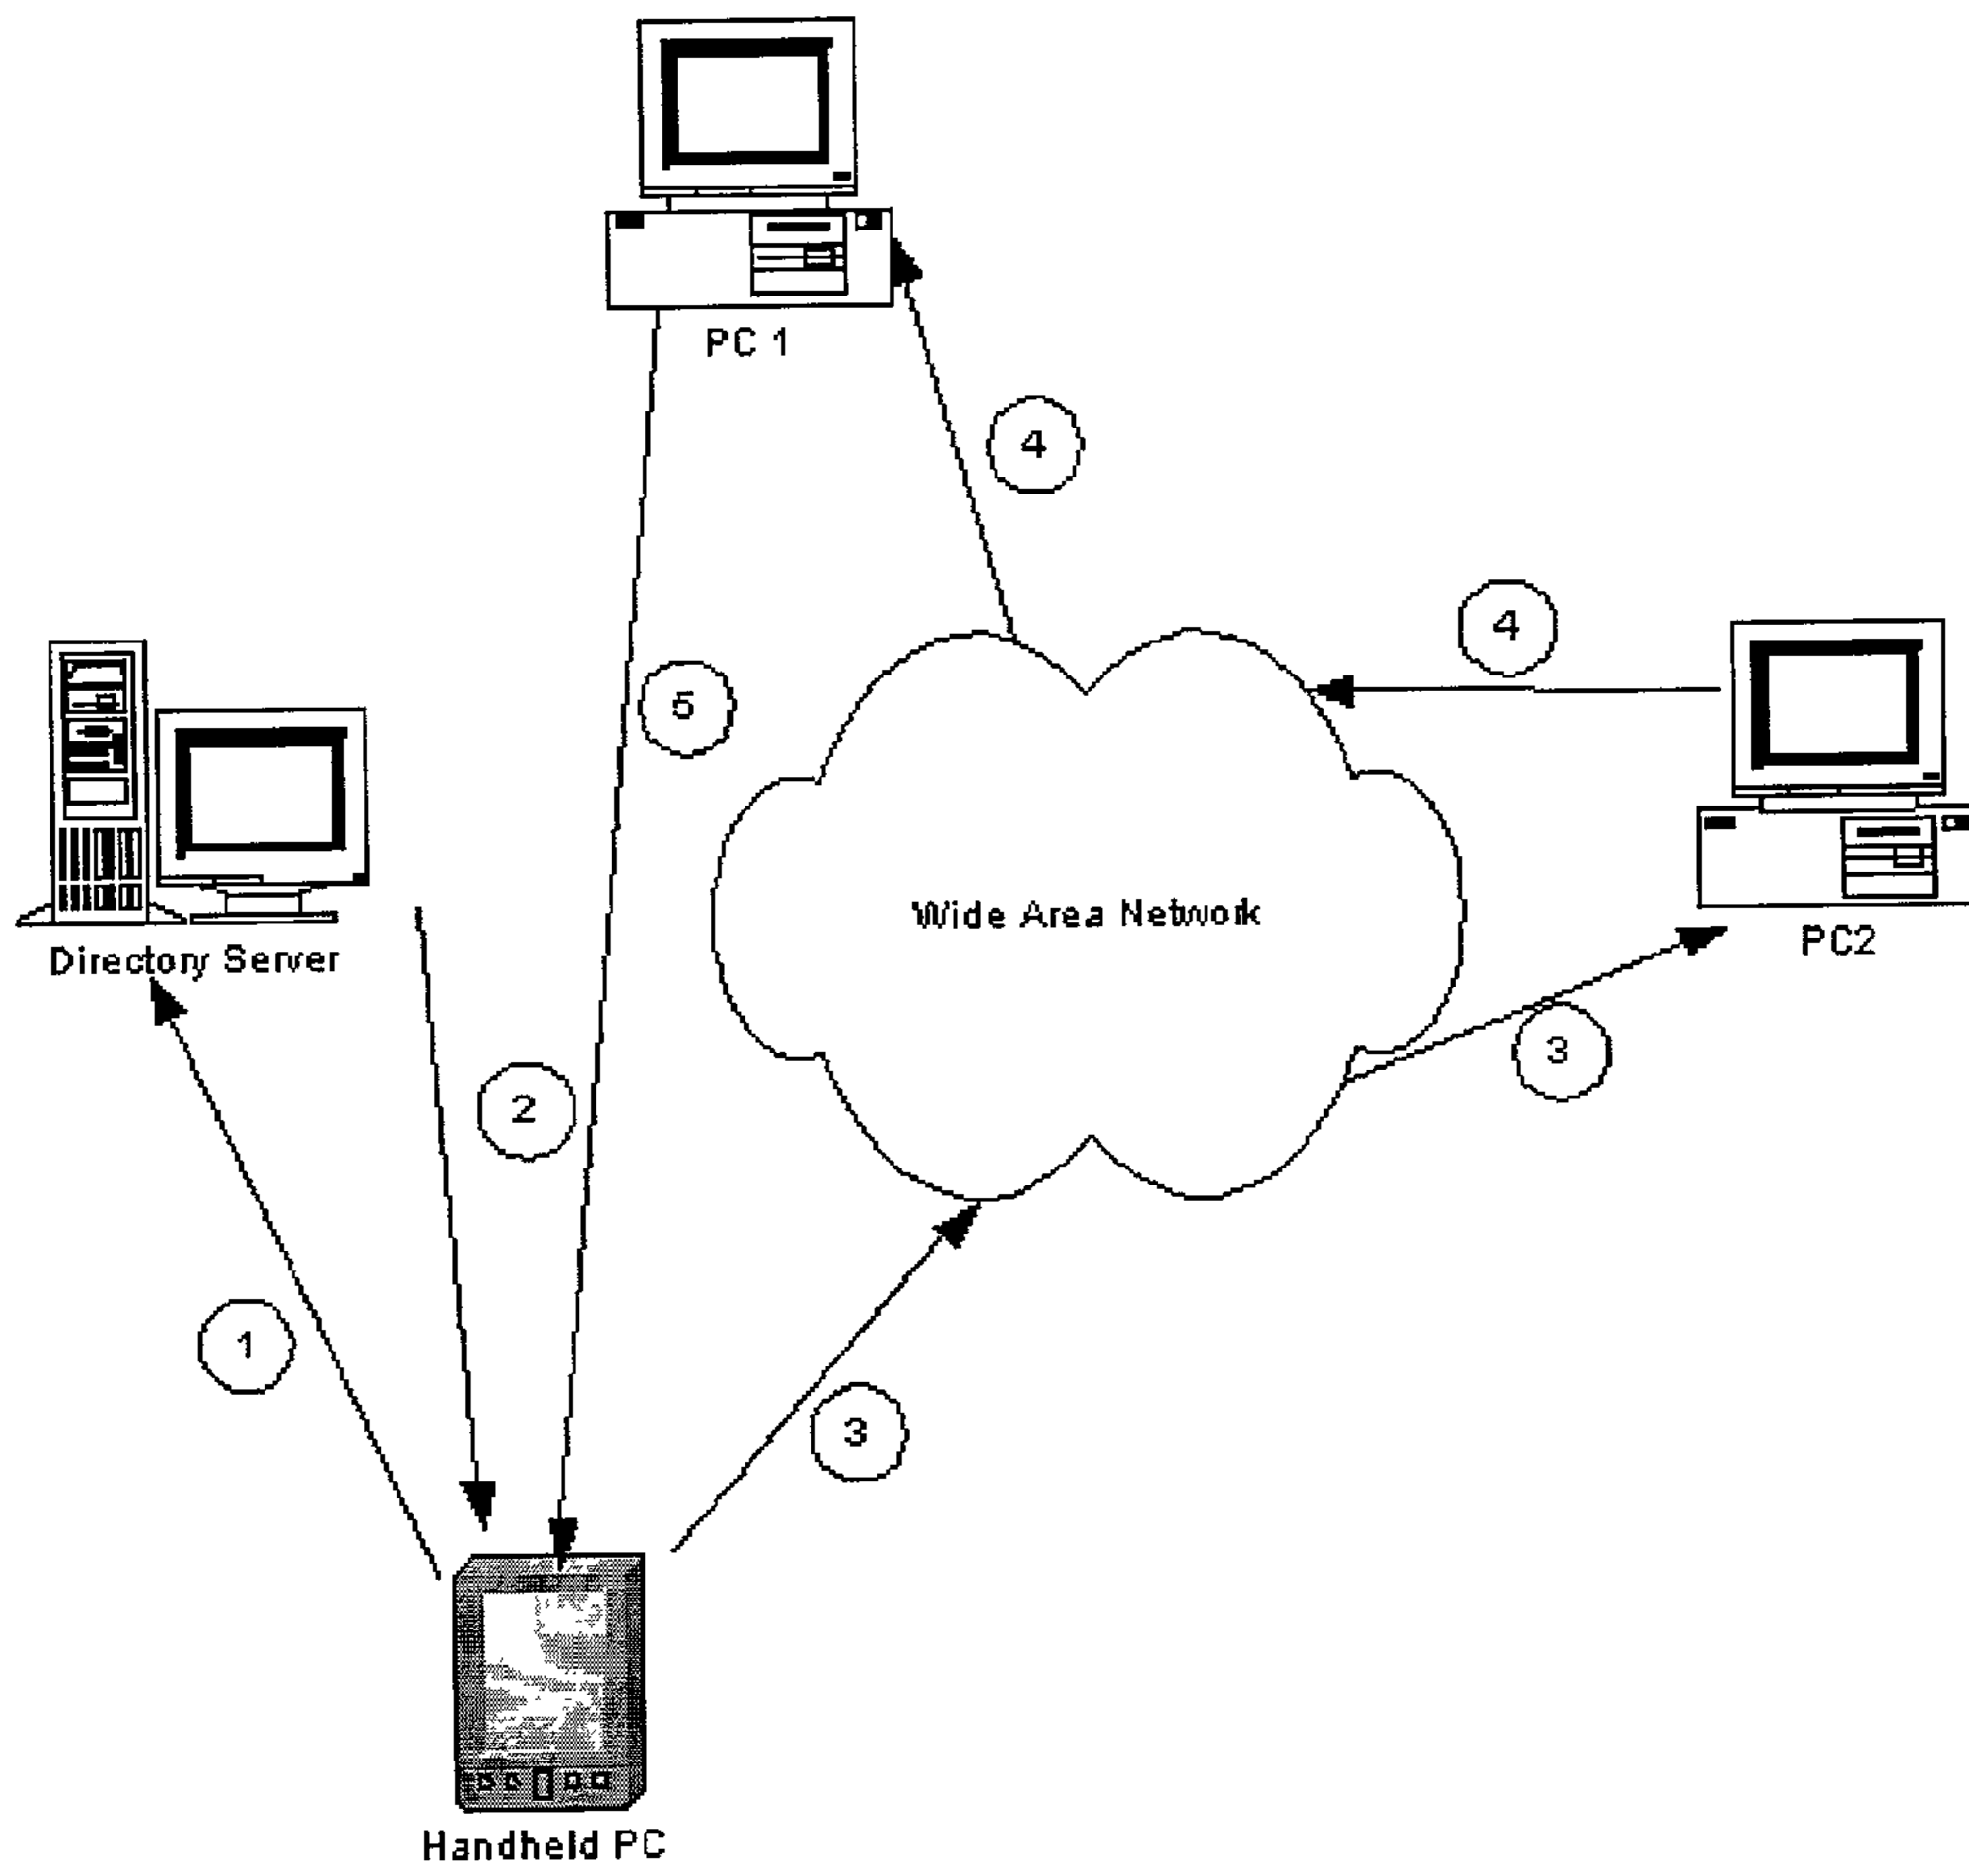 PC 1
4
4
5
Directory Server
Wide Area Network
PC2
3
2
1
3
Handheld PC